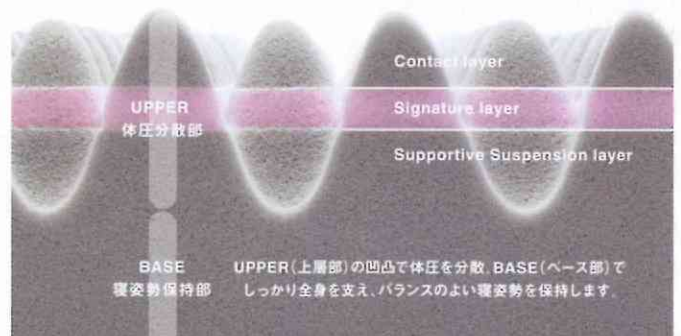 Contact layer
Signature layer
Supportive Suspension layer
UPPER
体圧分散部
BASE
寝姿勢保持部
UPPER(上層部)の凹凸で体圧を分散。BASE(ベース部)で
しっかり全身を支え、バランスのよい寝姿勢を保持します。